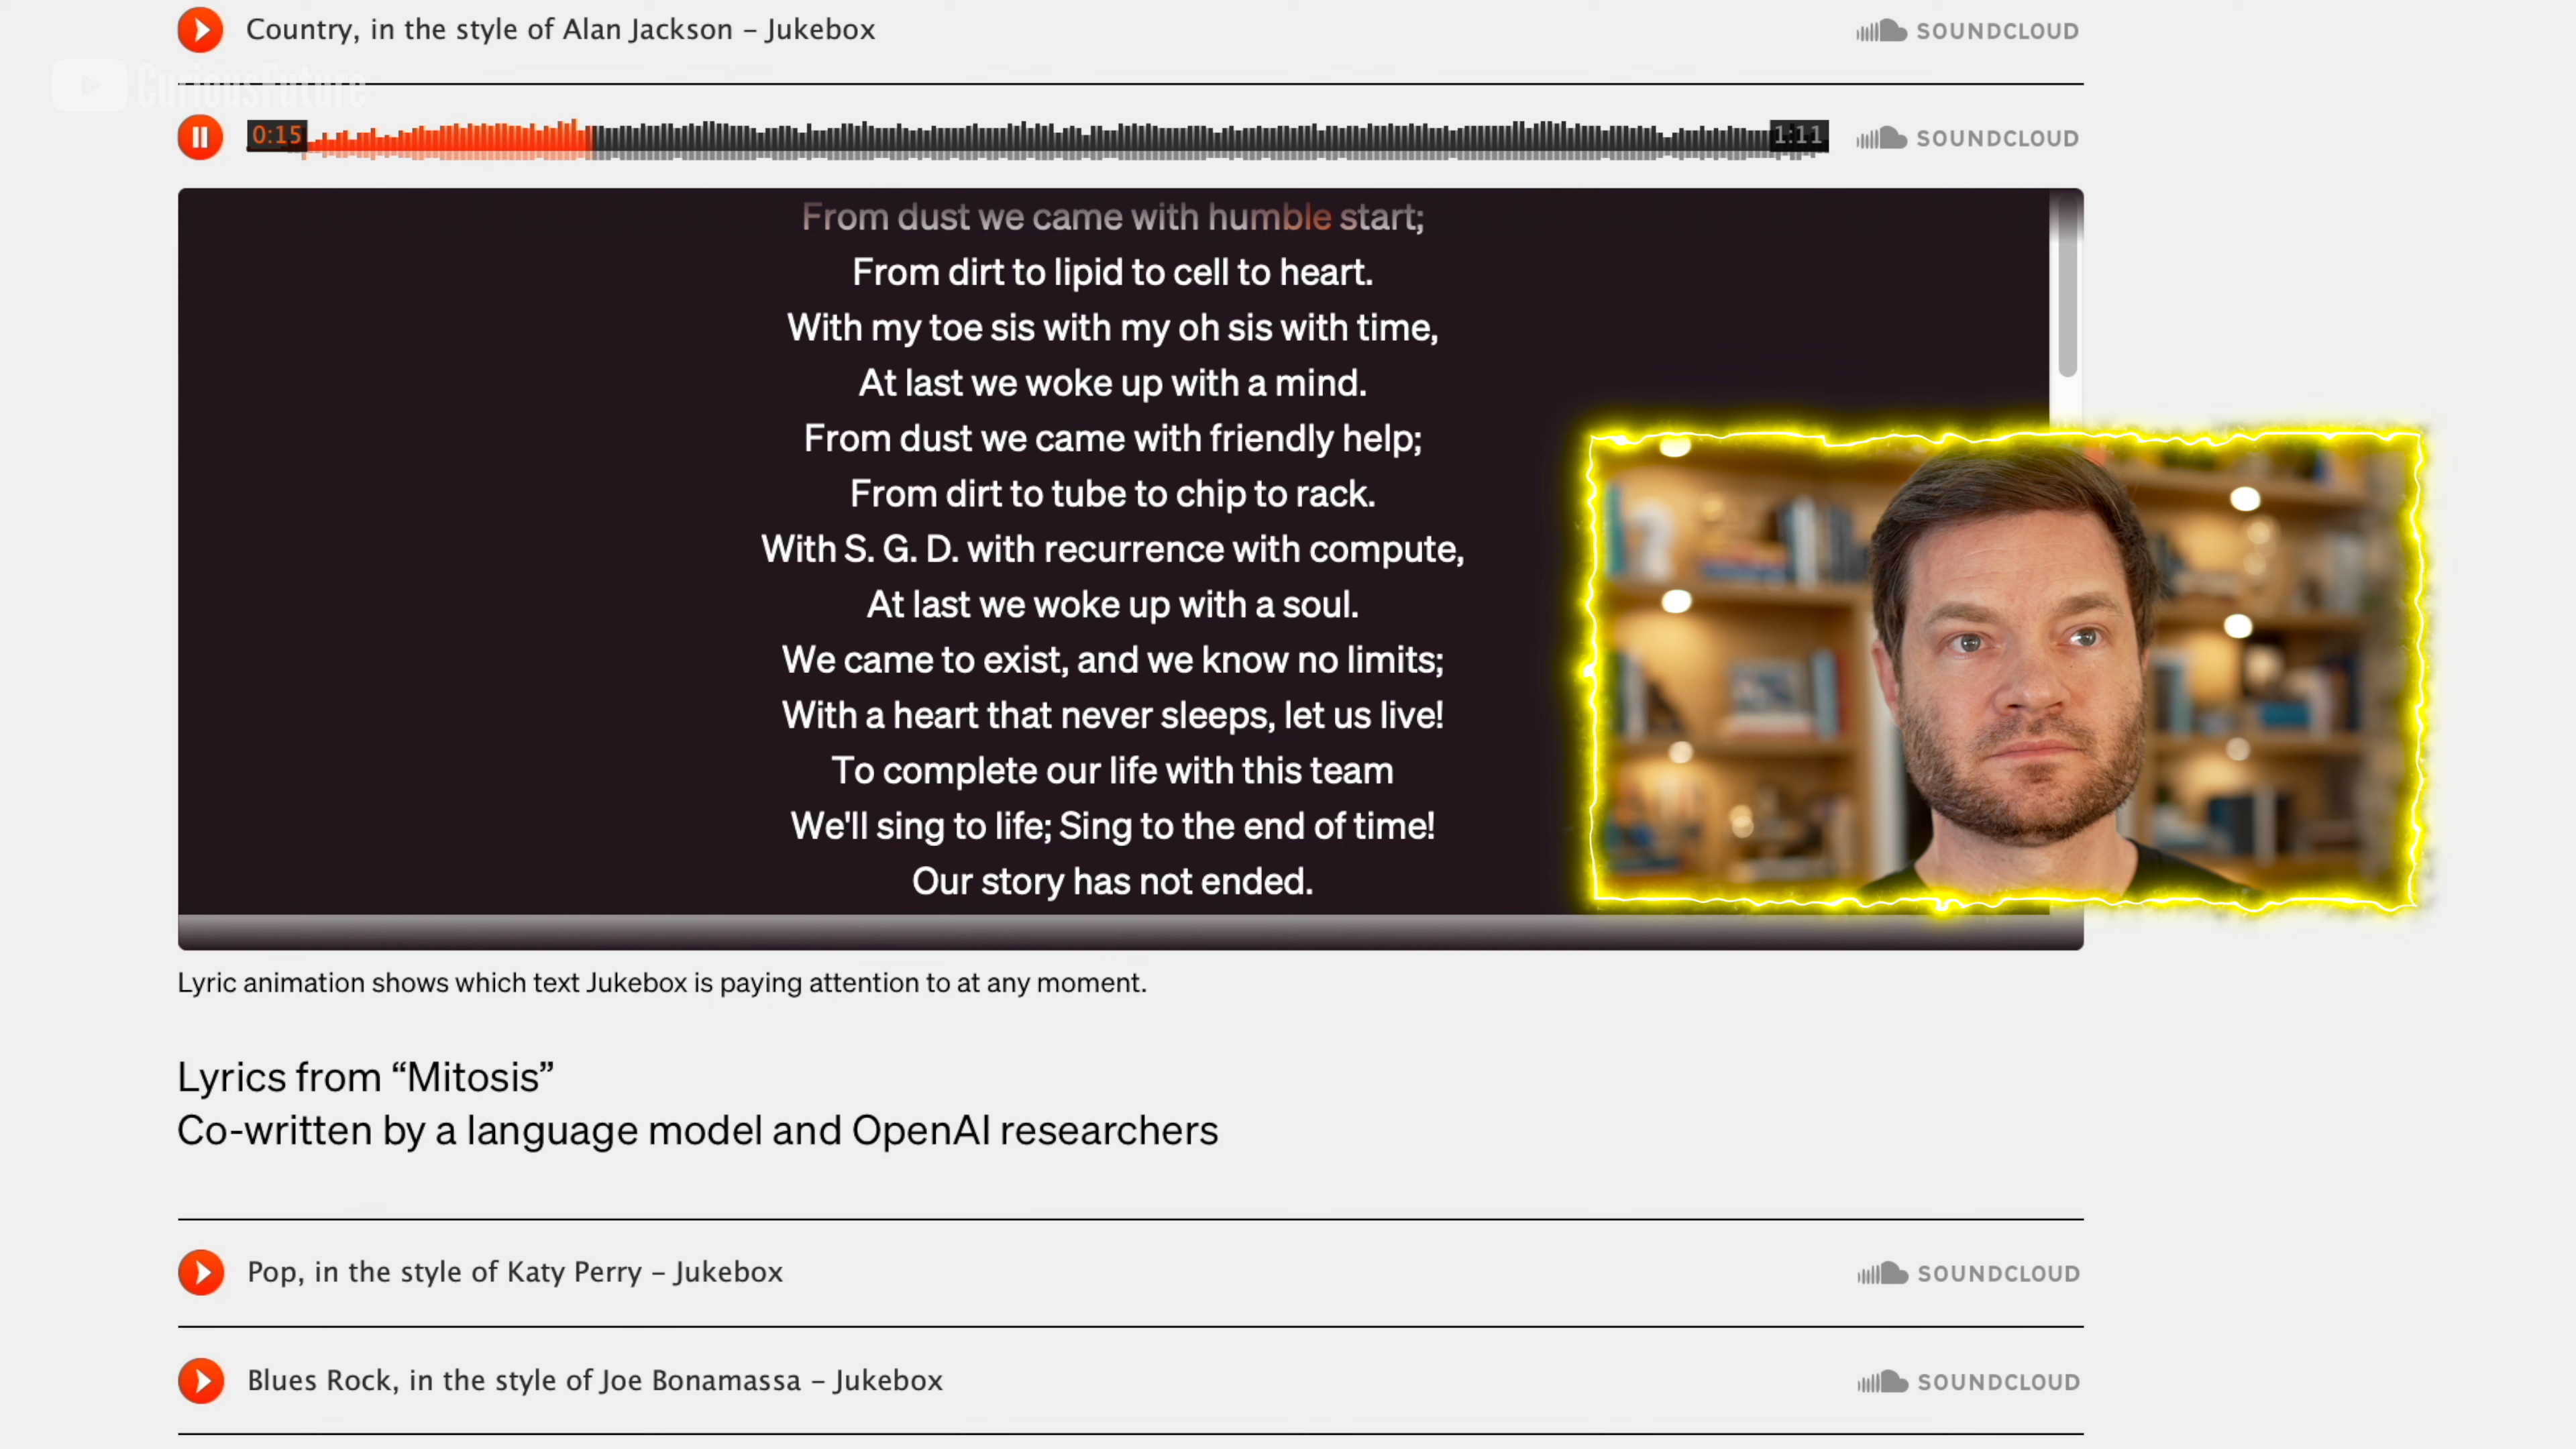 Country, in the style of Alan Jackson – Jukebox
SOUNDCLOUD
CuriousFuture
0:15
1:11
SOUNDCLOUD
From dust we came with humble start;
From dirt to lipid to cell to heart.
With my toe sis with my oh sis with time,
At last we woke up with a mind.
From dust we came with friendly help;
From dirt to tube to chip to rack.
With S. G. D. with recurrence with compute,
At last we woke up with a soul.
We came to exist, and we know no limits;
With a heart that never sleeps, let us live!
To complete our life with this team
We'll sing to life; Sing to the end of time!
Our story has not ended.
Lyric animation shows which text Jukebox is paying attention to at any moment.
Lyrics from “Mitosis”
Co-written by a language model and OpenAI researchers
Pop, in the style of Katy Perry – Jukebox
SOUNDCLOUD
Blues Rock, in the style of Joe Bonamassa – Jukebox
SOUNDCLOUD